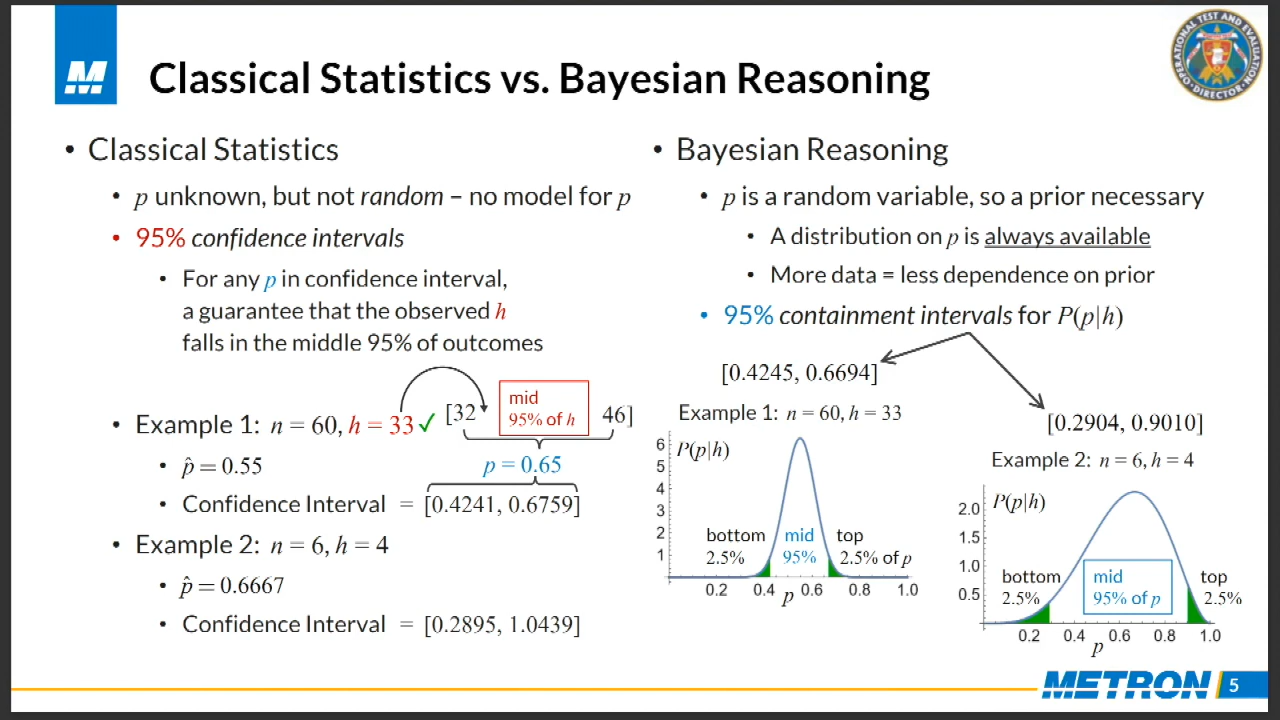 M
OPERATIONAL TEST AND EVALUATION
DIRECTOR
Classical Statistics vs. Bayesian Reasoning
• Classical Statistics
• p unknown, but not random – no model for p
• 95% confidence intervals
• For any p in confidence interval,
a guarantee that the observed h
falls in the middle 95% of outcomes
• Example 1: n = 60, h = 33 ✓
[32
mid
95% of h
46]
p = 0.65
• p̂ = 0.55
• Confidence Interval = [0.4241, 0.6759]
• Example 2: n = 6, h = 4
• p̂ = 0.6667
• Confidence Interval = [0.2895, 1.0439]
• Bayesian Reasoning
• p is a random variable, so a prior necessary
• A distribution on p is always available
• More data = less dependence on prior
• 95% containment intervals for P(p|h)
[0.4245, 0.6694]
Example 1: n = 60, h = 33
P(p|h)
6
5
4
3
2
1
bottom
2.5%
mid
95%
top
2.5% of p
0.2 0.4 0.6 0.8 1.0
p
[0.2904, 0.9010]
Example 2: n = 6, h = 4
P(p|h)
2.0
1.5
1.0
0.5
bottom
2.5%
mid
95% of p
top
2.5%
0.2 0.4 0.6 0.8 1.0
p
METRON 5